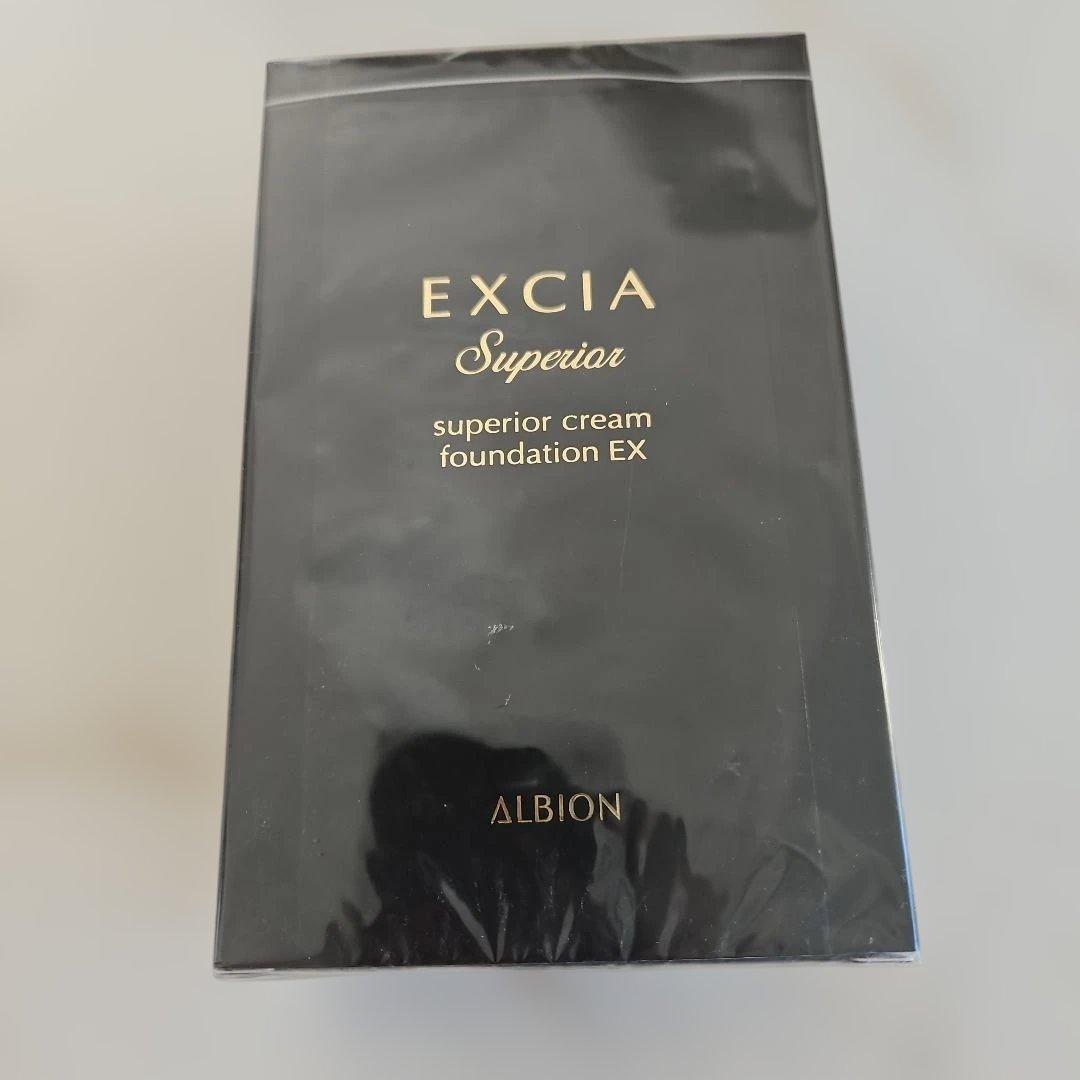 EXCIA
Superior
superior cream
foundation EX
ALBION